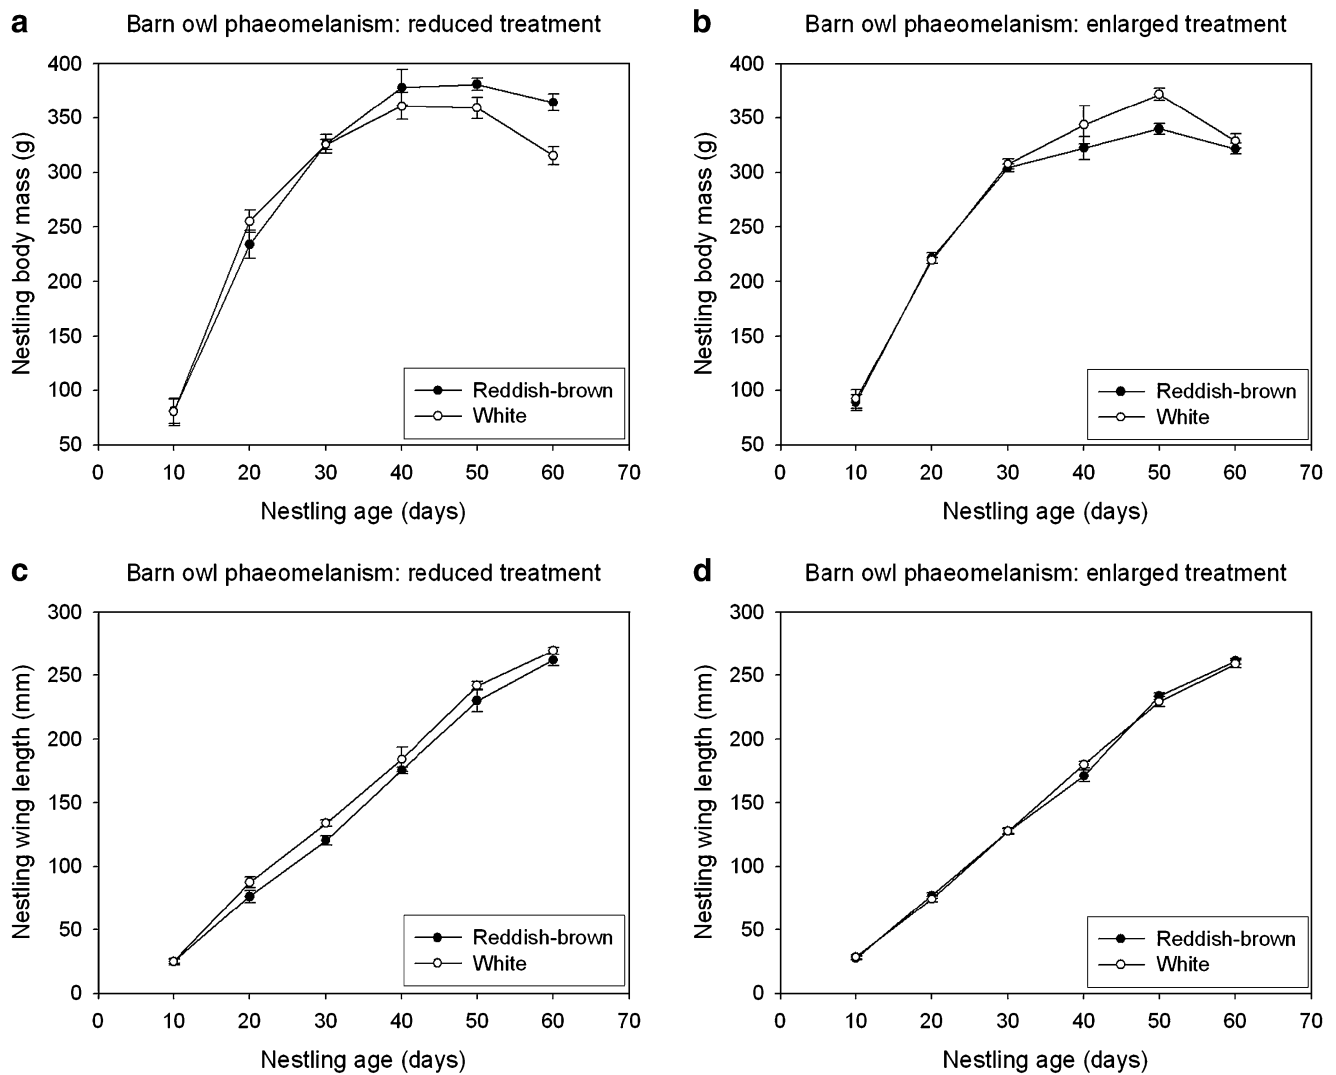 a Barn owl phaeomelanism: reduced treatment
400
350
300
250
200
150
100
50
Nestling body mass (g)
Reddish-brown
White
0 10 20 30 40 50 60 70
Nestling age (days)
b Barn owl phaeomelanism: enlarged treatment
400
350
300
250
200
150
100
50
Nestling body mass (g)
Reddish-brown
White
0 10 20 30 40 50 60 70
Nestling age (days)
c Barn owl phaeomelanism: reduced treatment
300
250
200
150
100
50
0
Nestling wing length (mm)
Reddish-brown
White
0 10 20 30 40 50 60 70
Nestling age (days)
d Barn owl phaeomelanism: enlarged treatment
300
250
200
150
100
50
0
Nestling wing length (mm)
Reddish-brown
White
0 10 20 30 40 50 60 70
Nestling age (days)